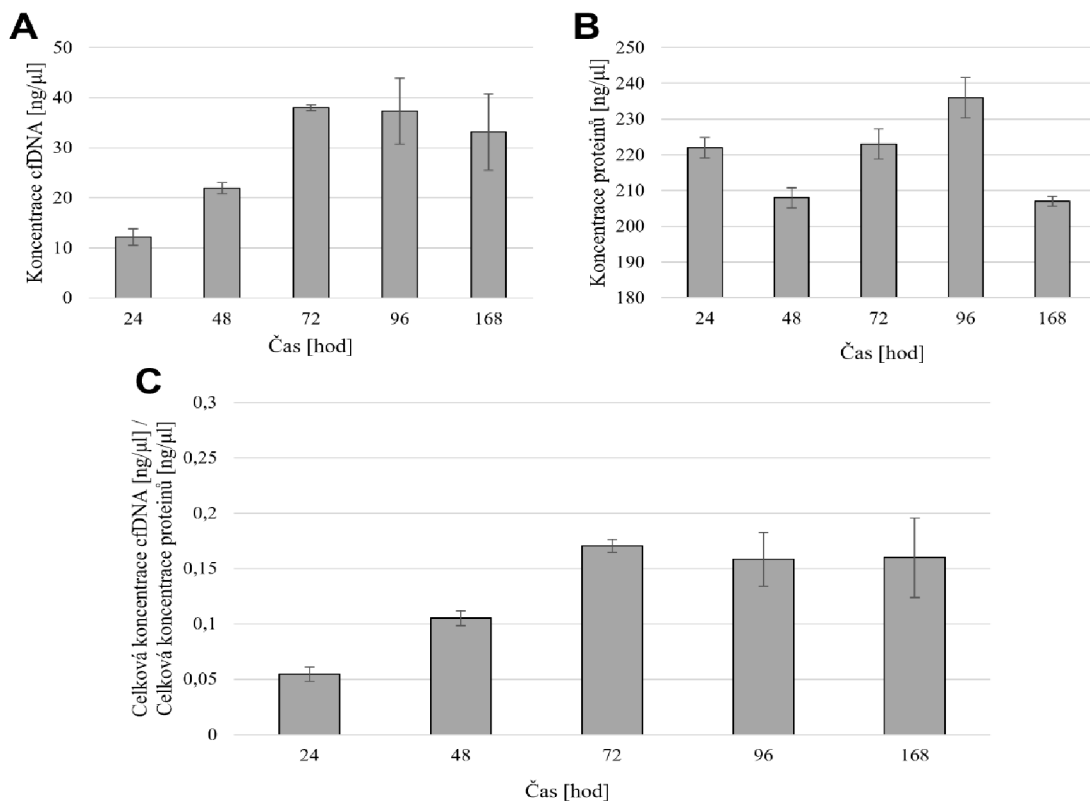 A
Koncentrace cfDNA [ng/µl]
50
40
30
20
10
0
24 48 72 96 168
Čas [hod]
B
Koncentrace proteinů [ng/µl]
250
240
230
220
210
200
190
180
24 48 72 96 168
Čas [hod]
C
Celková koncentrace cfDNA [ng/µl] /
Celková koncentrace proteinů [ng/µl]
0,3
0,25
0,2
0,15
0,1
0,05
0
24 48 72 96 168
Čas [hod]